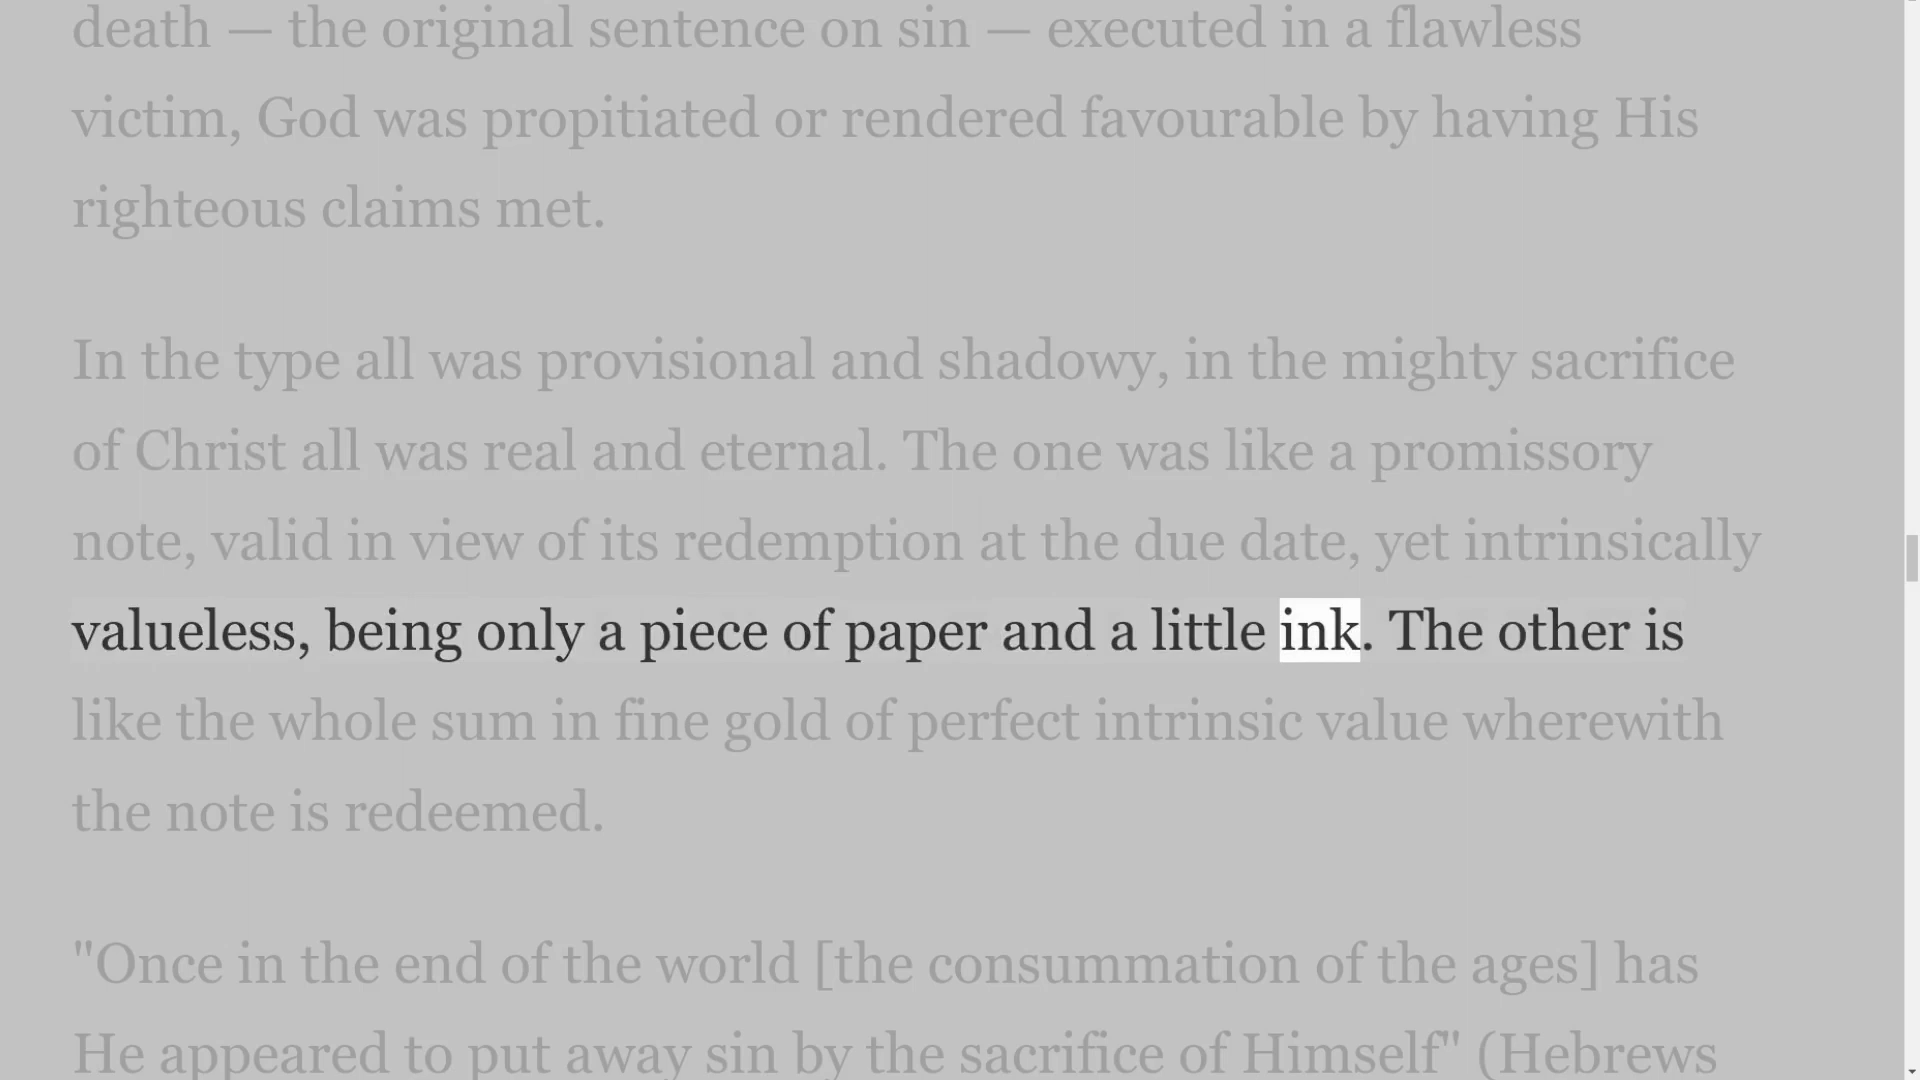 death — the original sentence on sin — executed in a flawless
victim, God was propitiated or rendered favourable by having His
righteous claims met.
In the type all was provisional and shadowy, in the mighty sacrifice
of Christ all was real and eternal. The one was like a promissory
note, valid in view of its redemption at the due date, yet intrinsically
valueless, being only a piece of paper and a little ink. The other is
like the whole sum in fine gold of perfect intrinsic value wherewith
the note is redeemed.
"Once in the end of the world [the consummation of the ages] has
He appeared to put away sin by the sacrifice of Himself" (Hebrews